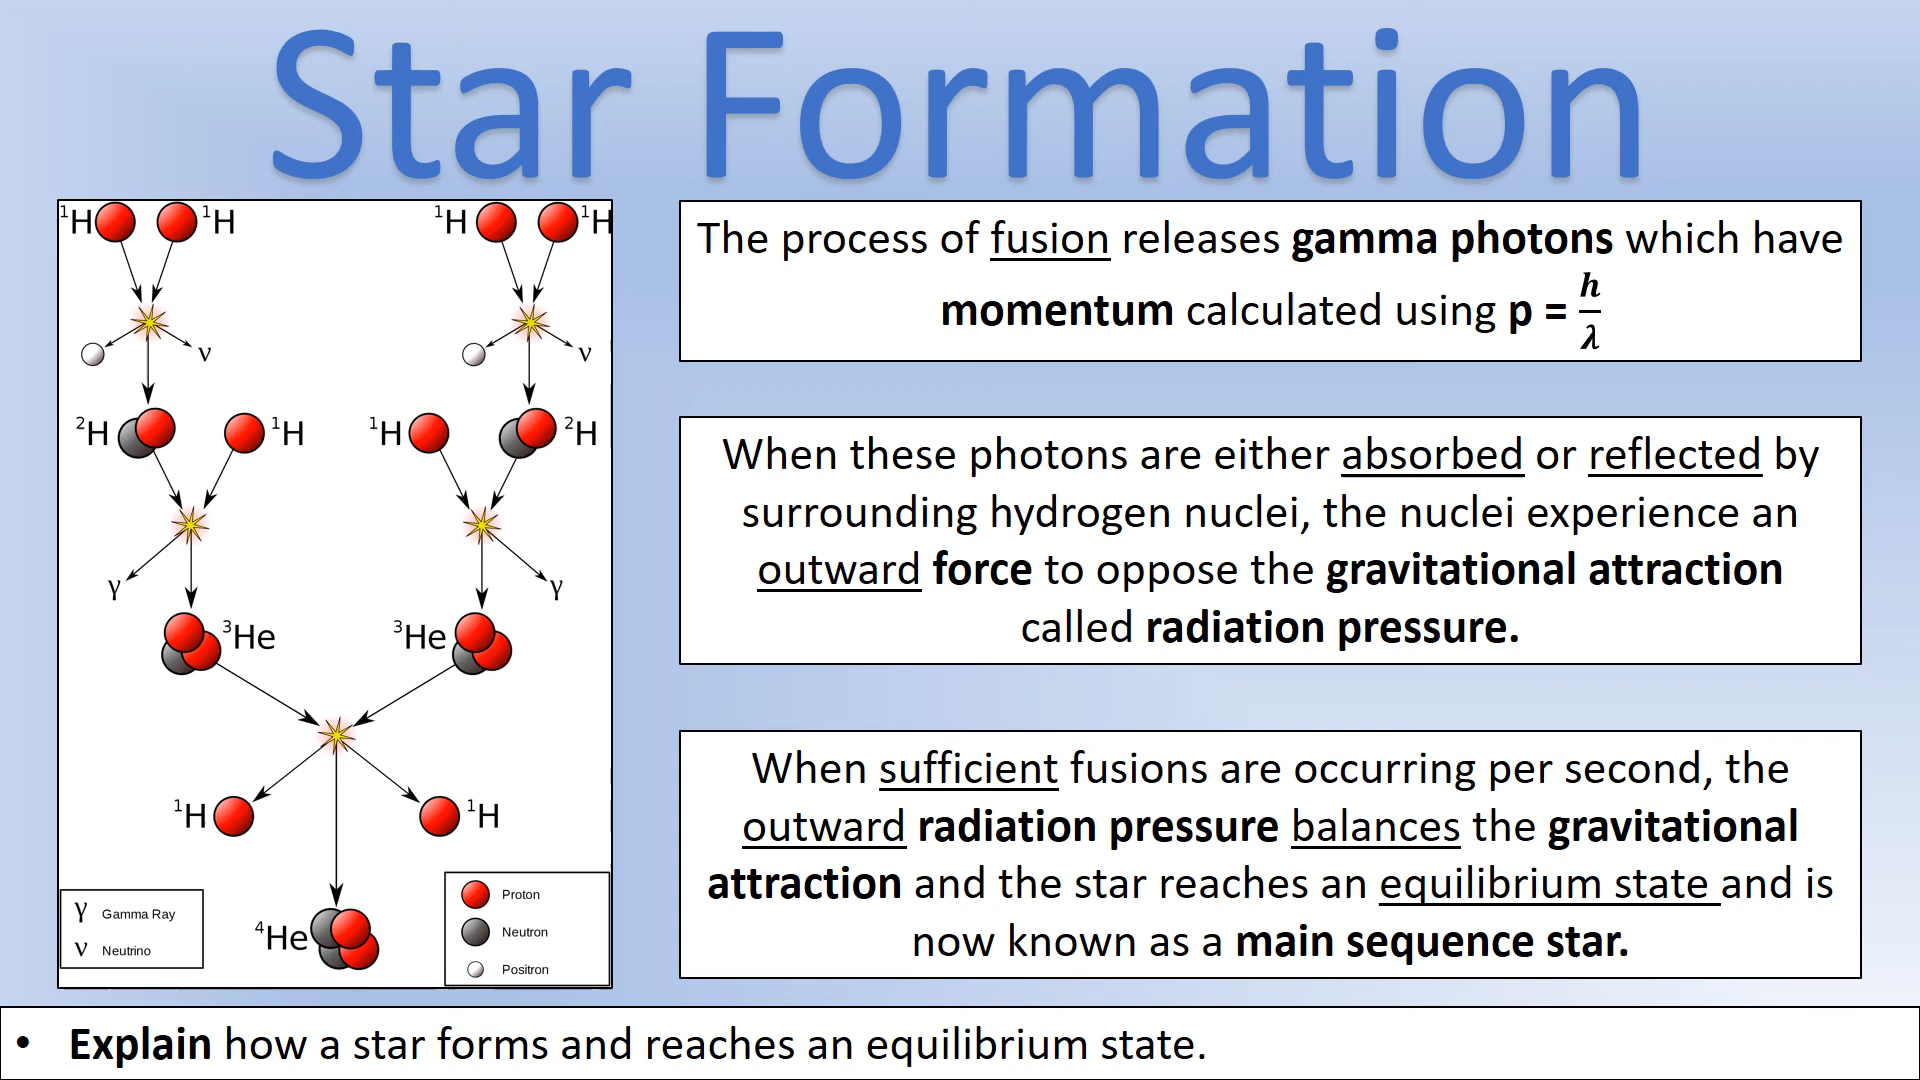 Star Formation
¹H ¹H ¹H ¹H
ν ν
²H ¹H ¹H ²H
γ γ
³He ³He
¹H ¹H
⁴He
γ Gamma Ray
ν Neutrino
Proton
Neutron
Positron
The process of fusion releases gamma photons which have
momentum calculated using p = h/λ
When these photons are either absorbed or reflected by
surrounding hydrogen nuclei, the nuclei experience an
outward force to oppose the gravitational attraction
called radiation pressure.
When sufficient fusions are occurring per second, the
outward radiation pressure balances the gravitational
attraction and the star reaches an equilibrium state and is
now known as a main sequence star.
• Explain how a star forms and reaches an equilibrium state.